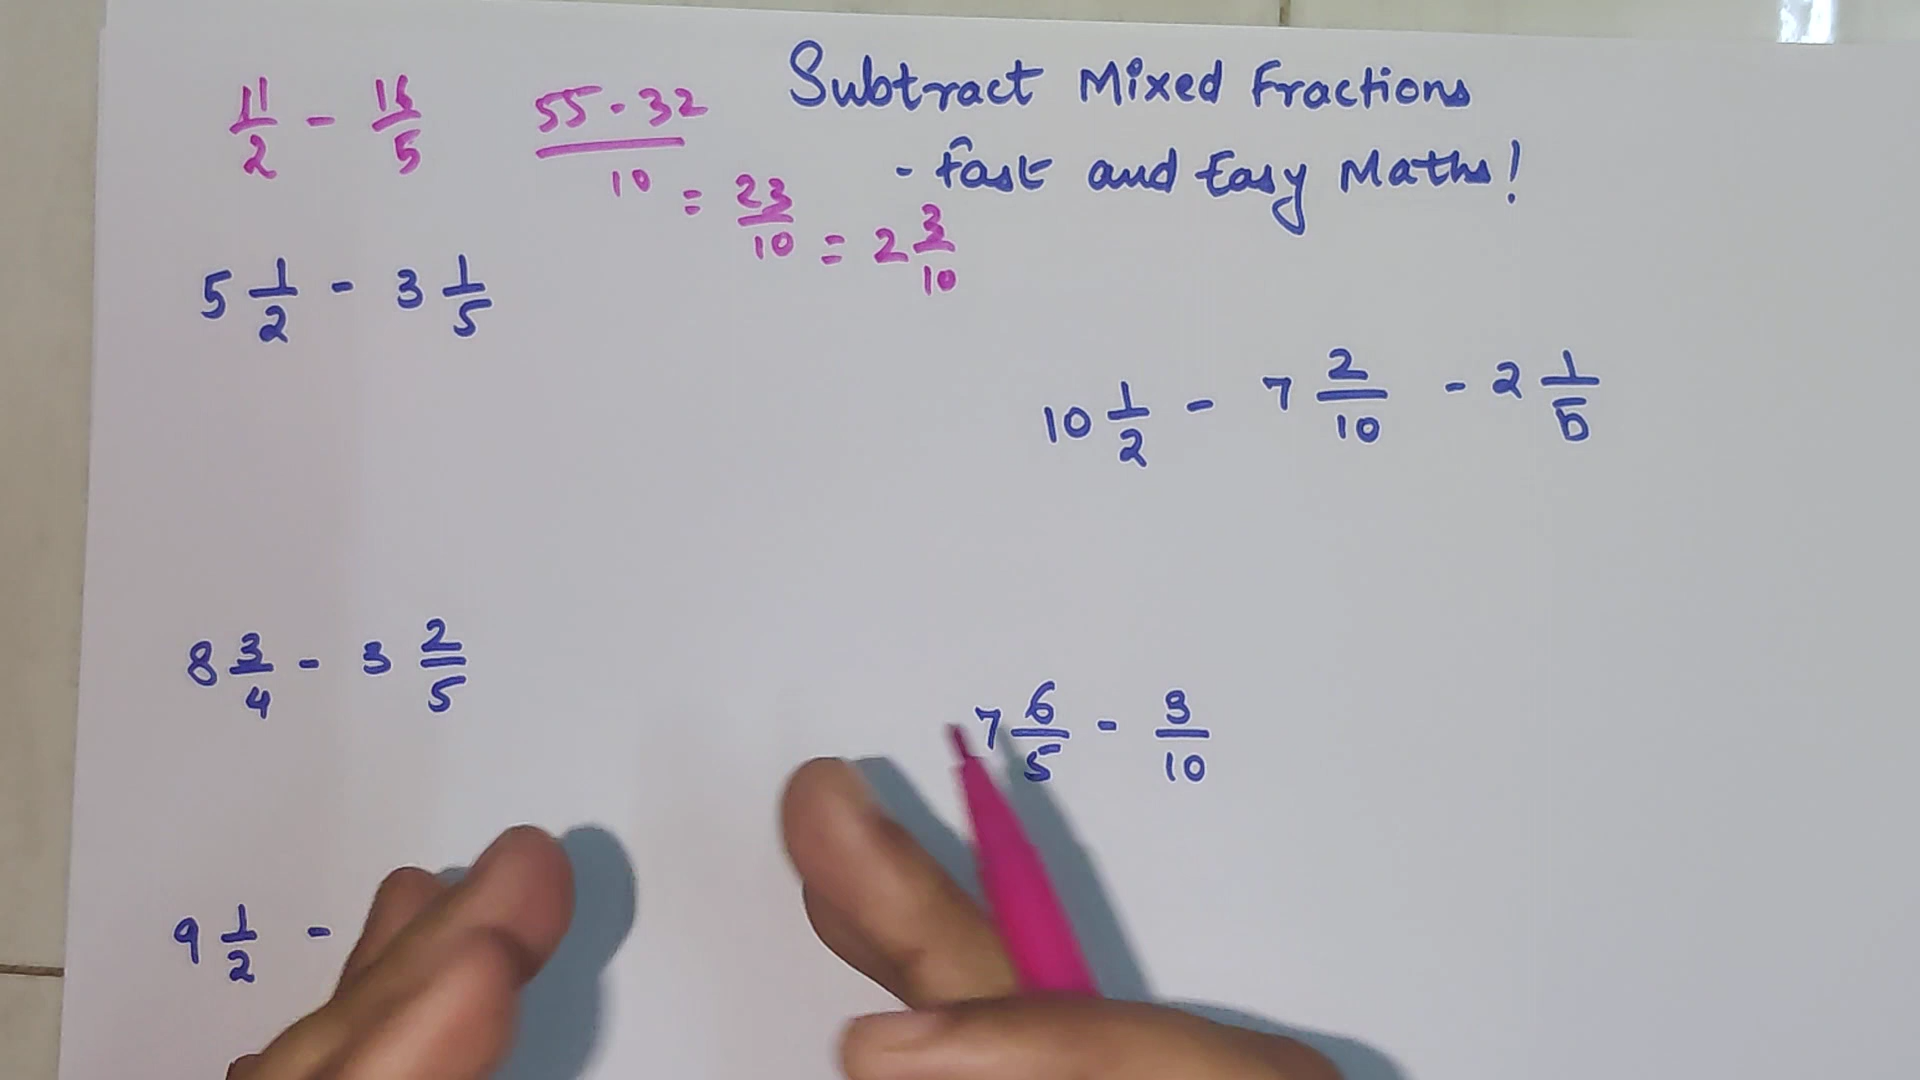 Subtract Mixed Fractions
- Fast and Easy Maths!
11/2 - 16/5 55 - 32/10 = 23/10 = 2 3/10
5 1/2 - 3 1/5
10 1/2 - 7 2/10 - 2 1/5
8 3/4 - 3 2/5
7 6/5 - 3/10
9 1/2 -